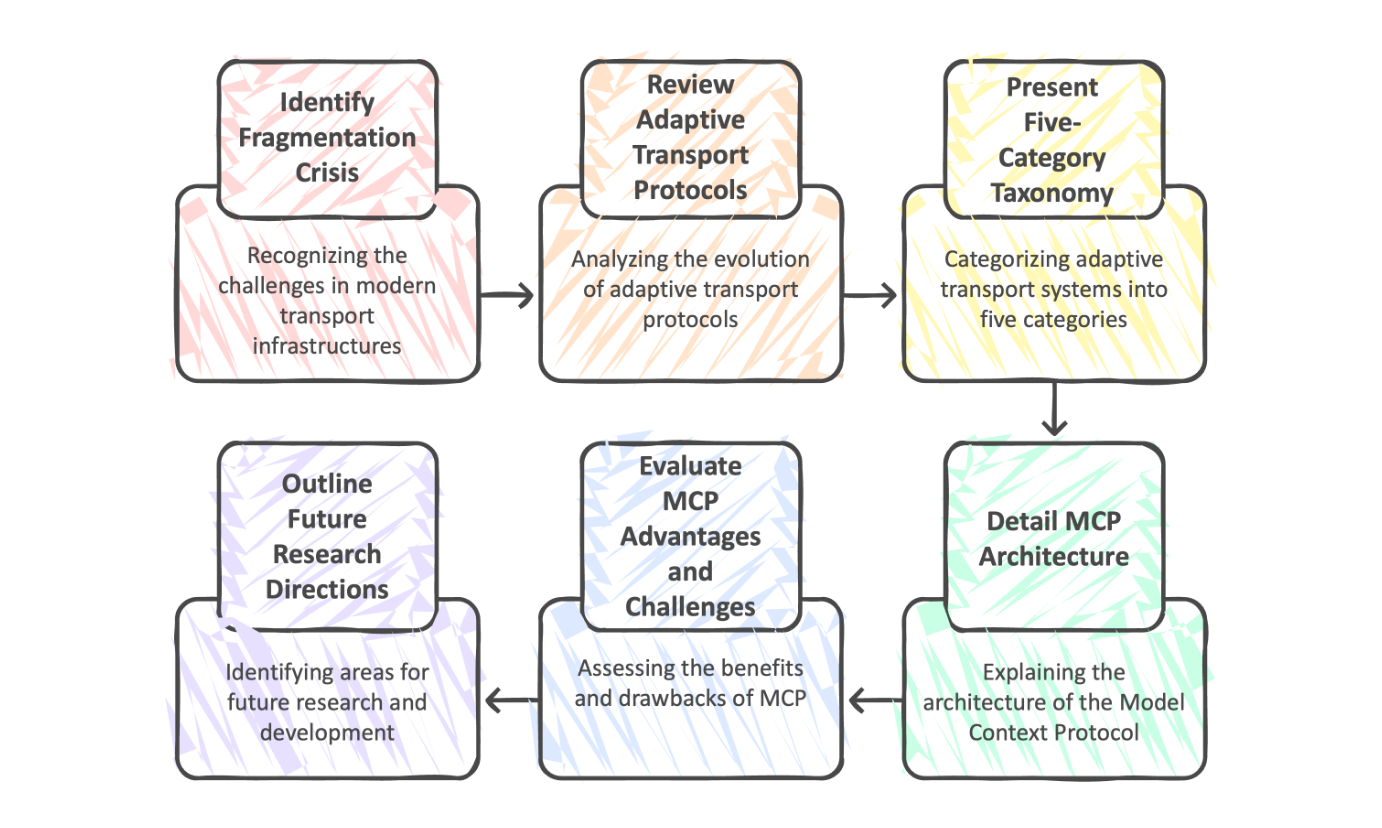 Identify
Fragmentation
Crisis
Recognizing the
challenges in modern
transport
infrastructures
Review
Adaptive
Transport
Protocols
Analyzing the evolution
of adaptive transport
protocols
Present
Five-
Category
Taxonomy
Categorizing adaptive
transport systems into
five categories
Detail MCP
Architecture
Explaining the
architecture of the Model
Context Protocol
Evaluate
MCP
Advantages
and
Challenges
Assessing the benefits
and drawbacks of MCP
Outline
Future
Research
Directions
Identifying areas for
future research and
development